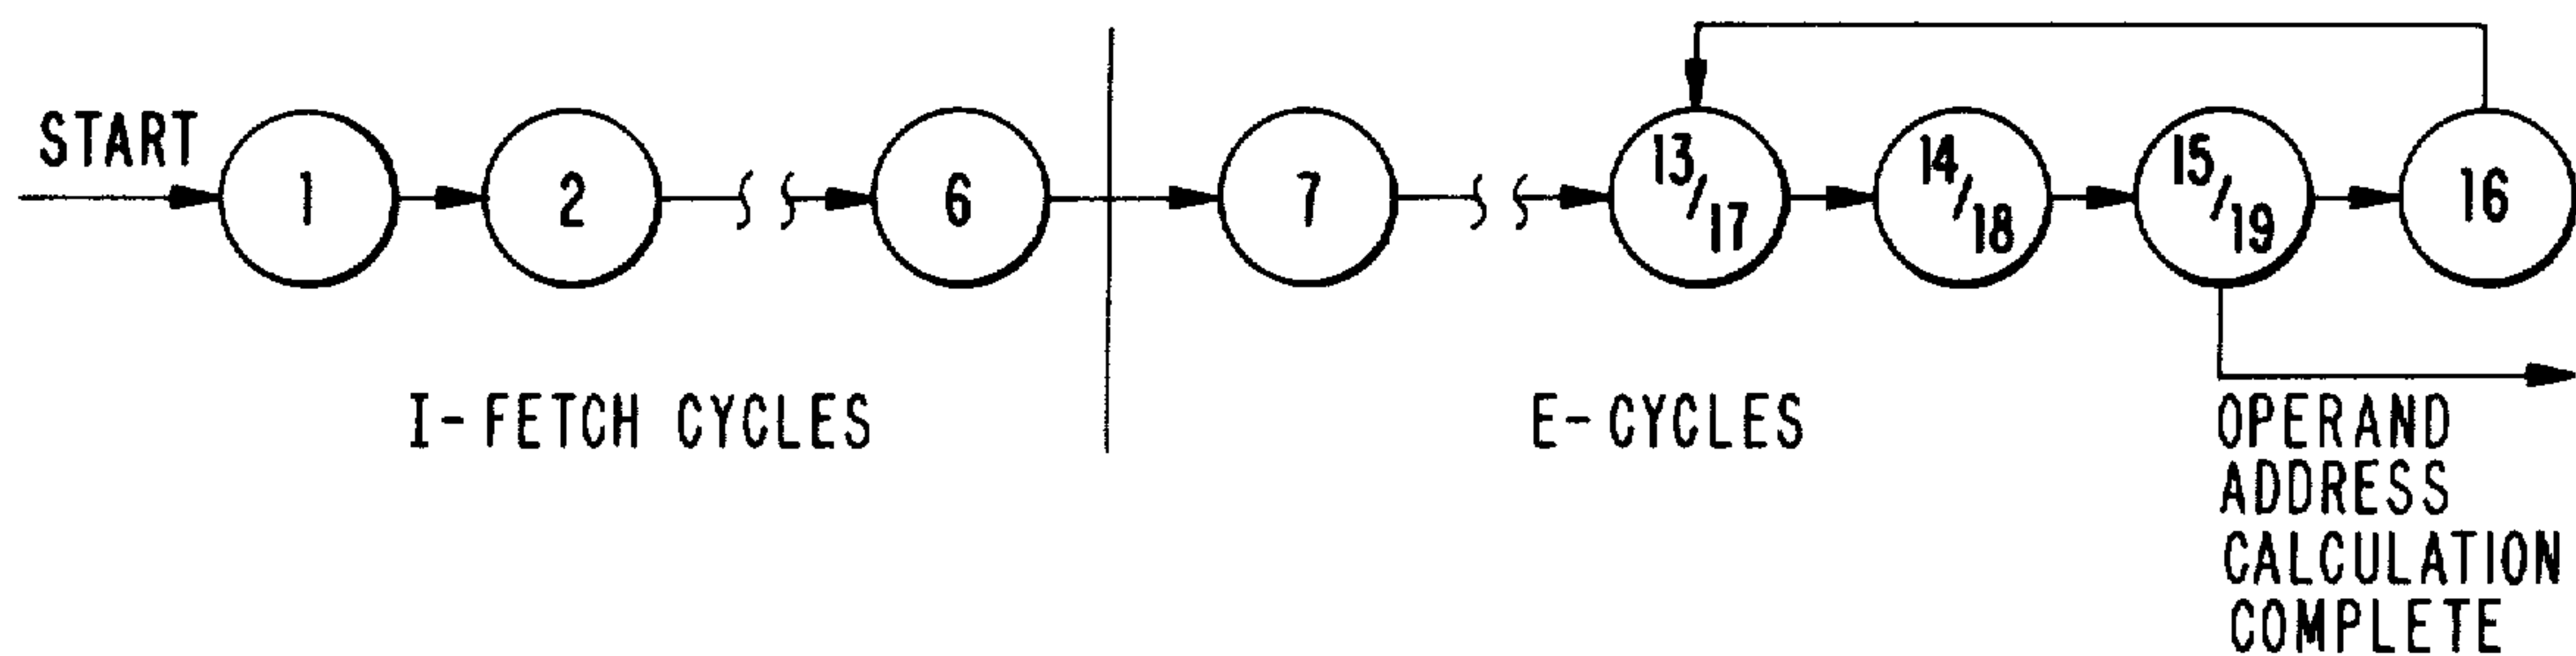 START
1
2
6
7
13/17
14/18
15/19
16
I-FETCH CYCLES
E-CYCLES
OPERAND
ADDRESS
CALCULATION
COMPLETE